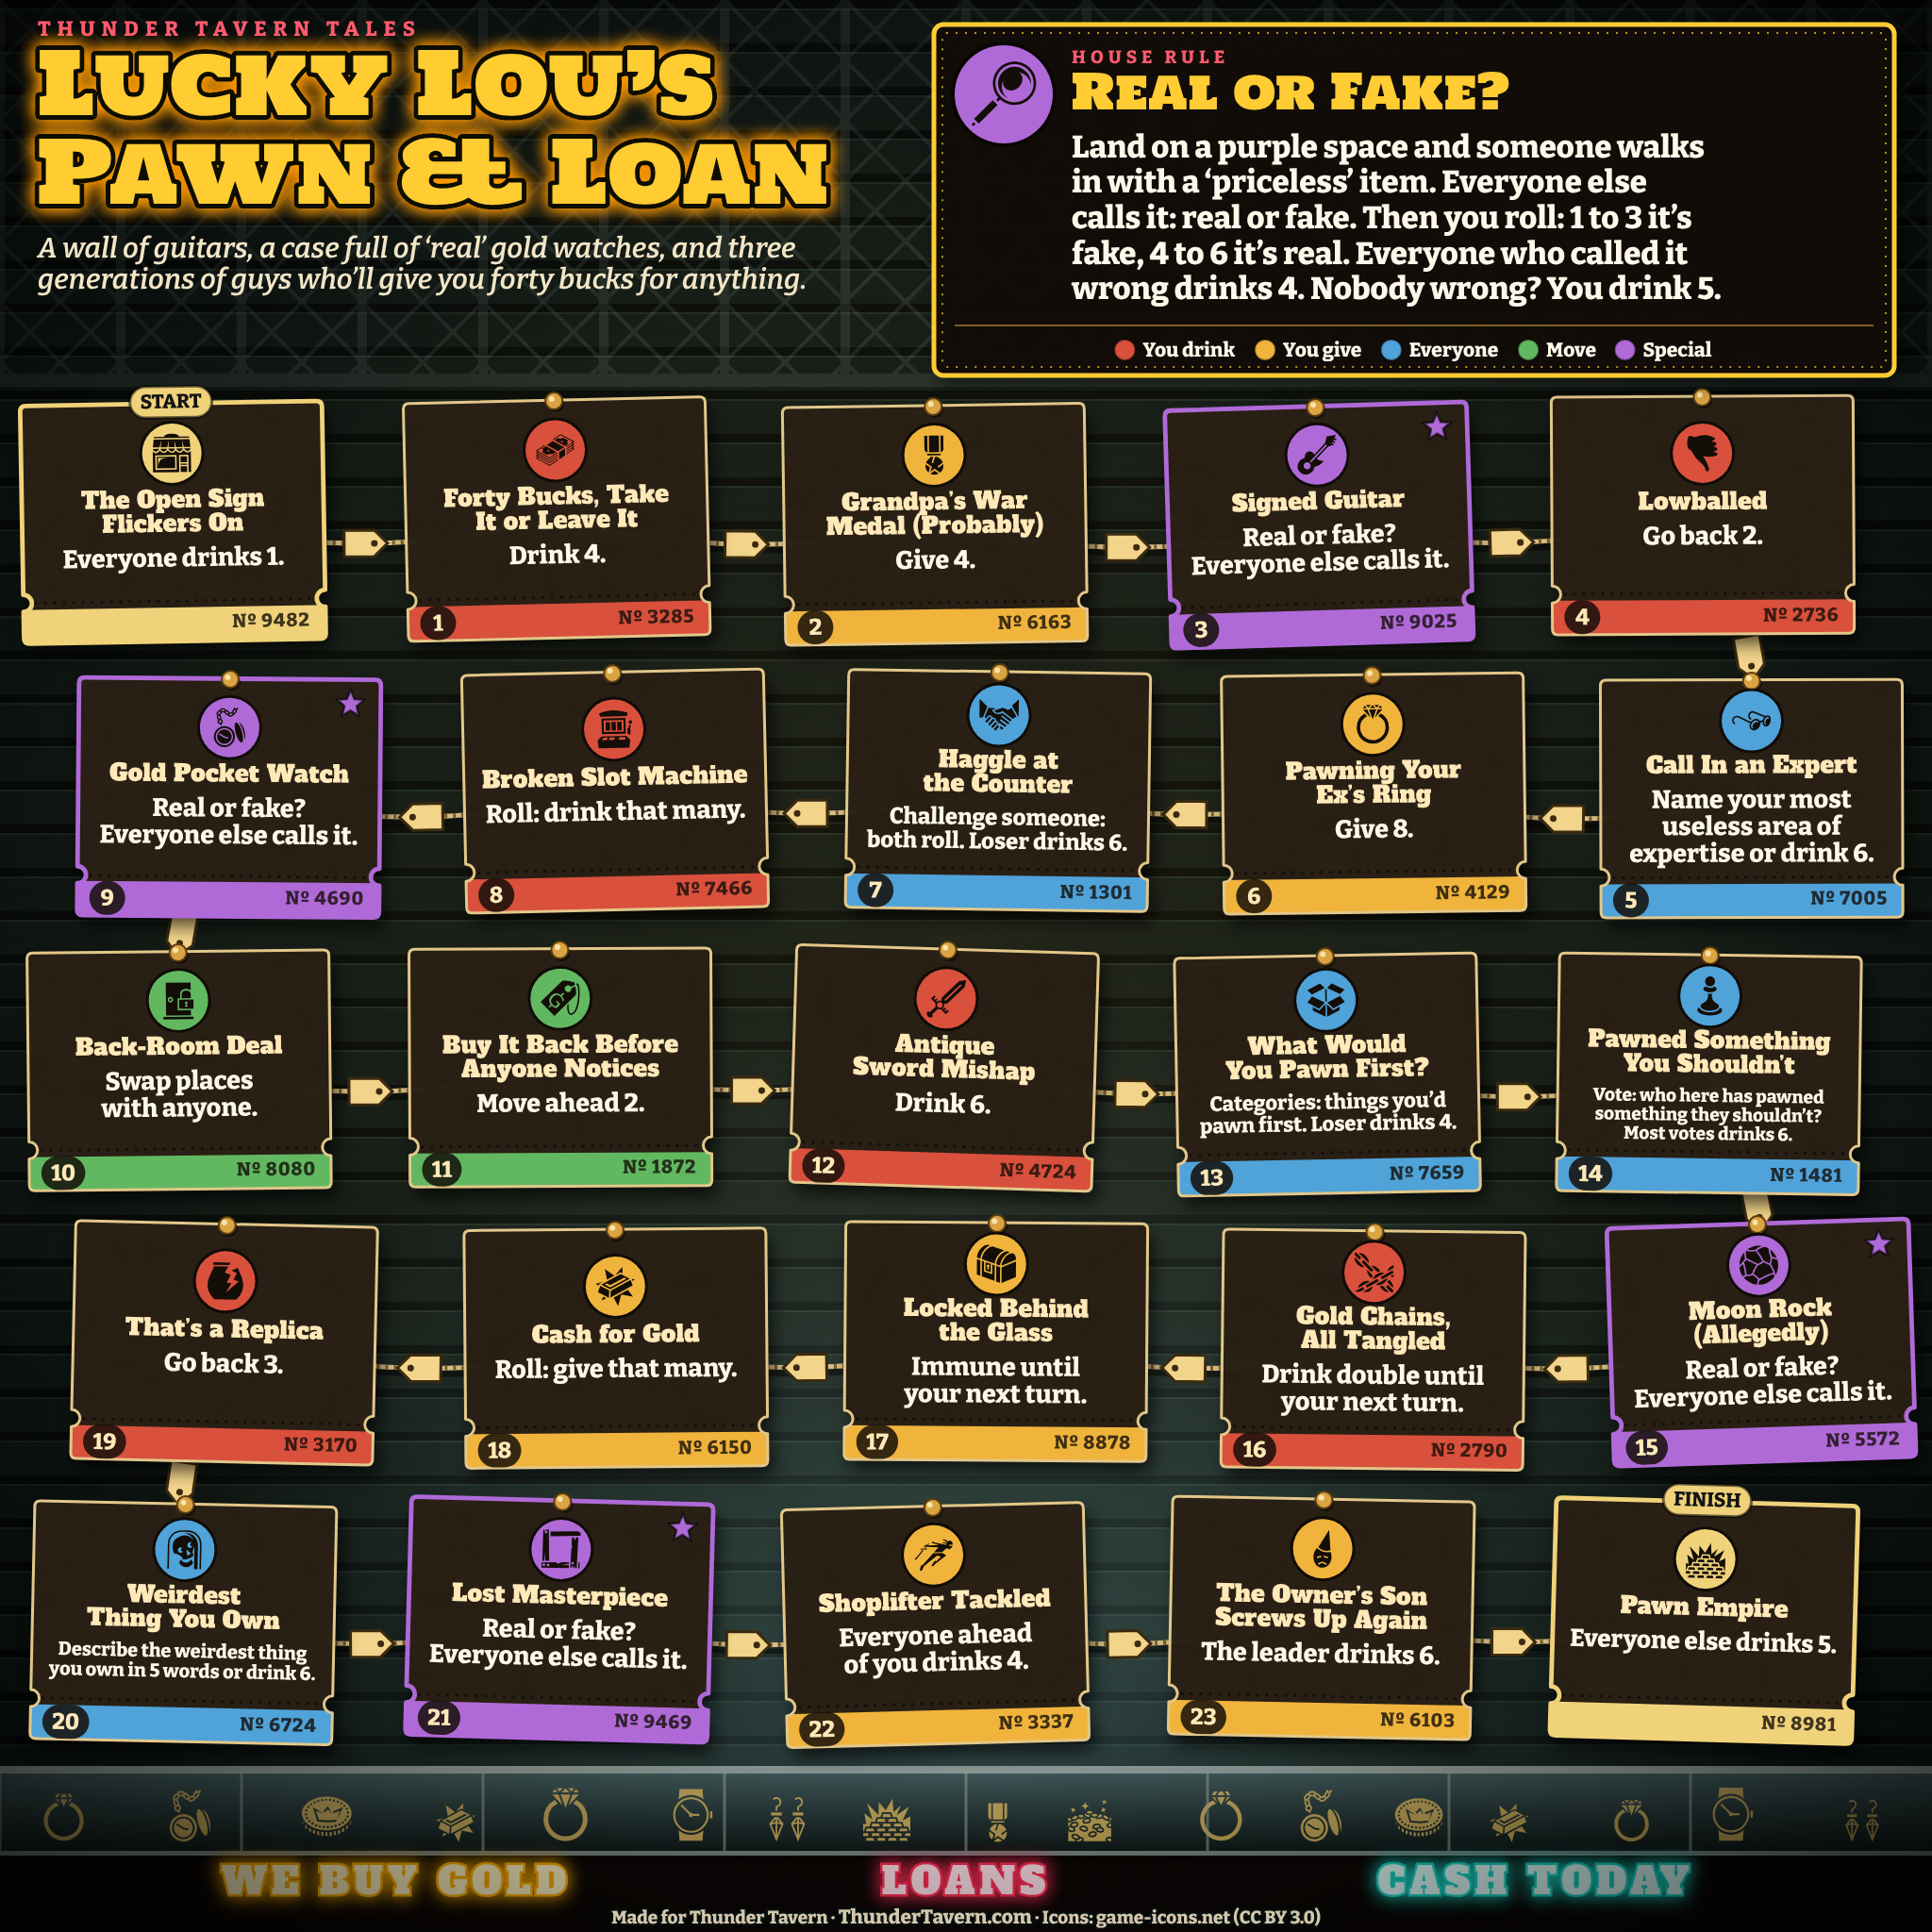 THUNDER TAVERN TALES
LUCKY LOU'S
PAWN & LOAN
A wall of guitars, a case full of ‘real’ gold watches, and three
generations of guys who’ll give you forty bucks for anything.
HOUSE RULE
REAL OR FAKE?
Land on a purple space and someone walks
in with a ‘priceless’ item. Everyone else
calls it: real or fake. Then you roll: 1 to 3 it’s
fake, 4 to 6 it’s real. Everyone who called it
wrong drinks 4. Nobody wrong? You drink 5.
You drink
You give
Everyone
Move
Special
START
The Open Sign
Flickers On
Everyone drinks 1.
Nº 9482
Forty Bucks, Take
It or Leave It
Drink 4.
1
Nº 3285
Grandpa’s War
Medal (Probably)
Give 4.
2
Nº 6163
Signed Guitar
Real or fake?
Everyone else calls it.
3
Nº 9025
Lowballed
Go back 2.
4
Nº 2736
Call In an Expert
Name your most
useless area of
expertise or drink 6.
5
Nº 7005
Pawning Your
Ex’s Ring
Give 8.
6
Nº 4129
Haggle at
the Counter
Challenge someone:
both roll. Loser drinks 6.
7
Nº 1301
Broken Slot Machine
Roll: drink that many.
8
Nº 7466
Gold Pocket Watch
Real or fake?
Everyone else calls it.
9
Nº 4690
Back-Room Deal
Swap places
with anyone.
10
Nº 8080
Buy It Back Before
Anyone Notices
Move ahead 2.
11
Nº 1872
Antique
Sword Mishap
Drink 6.
12
Nº 4724
What Would
You Pawn First?
Categories: things you’d
pawn first. Loser drinks 4.
13
Nº 7659
Pawned Something
You Shouldn’t
Vote: who here has pawned
something they shouldn’t?
Most votes drinks 6.
14
Nº 1481
Moon Rock
(Allegedly)
Real or fake?
Everyone else calls it.
15
Nº 5572
Gold Chains,
All Tangled
Drink double until
your next turn.
16
Nº 2790
Locked Behind
the Glass
Immune until
your next turn.
17
Nº 8878
Cash for Gold
Roll: give that many.
18
Nº 6150
That’s a Replica
Go back 3.
19
Nº 3170
Weirdest
Thing You Own
Describe the weirdest thing
you own in 5 words or drink 6.
20
Nº 6724
Lost Masterpiece
Real or fake?
Everyone else calls it.
21
Nº 9469
Shoplifter Tackled
Everyone ahead
of you drinks 4.
22
Nº 3337
The Owner’s Son
Screws Up Again
The leader drinks 6.
23
Nº 6103
FINISH
Pawn Empire
Everyone else drinks 5.
Nº 8981
WE BUY GOLD
LOANS
CASH TODAY
Made for Thunder Tavern · ThunderTavern.com · Icons: game-icons.net (CC BY 3.0)